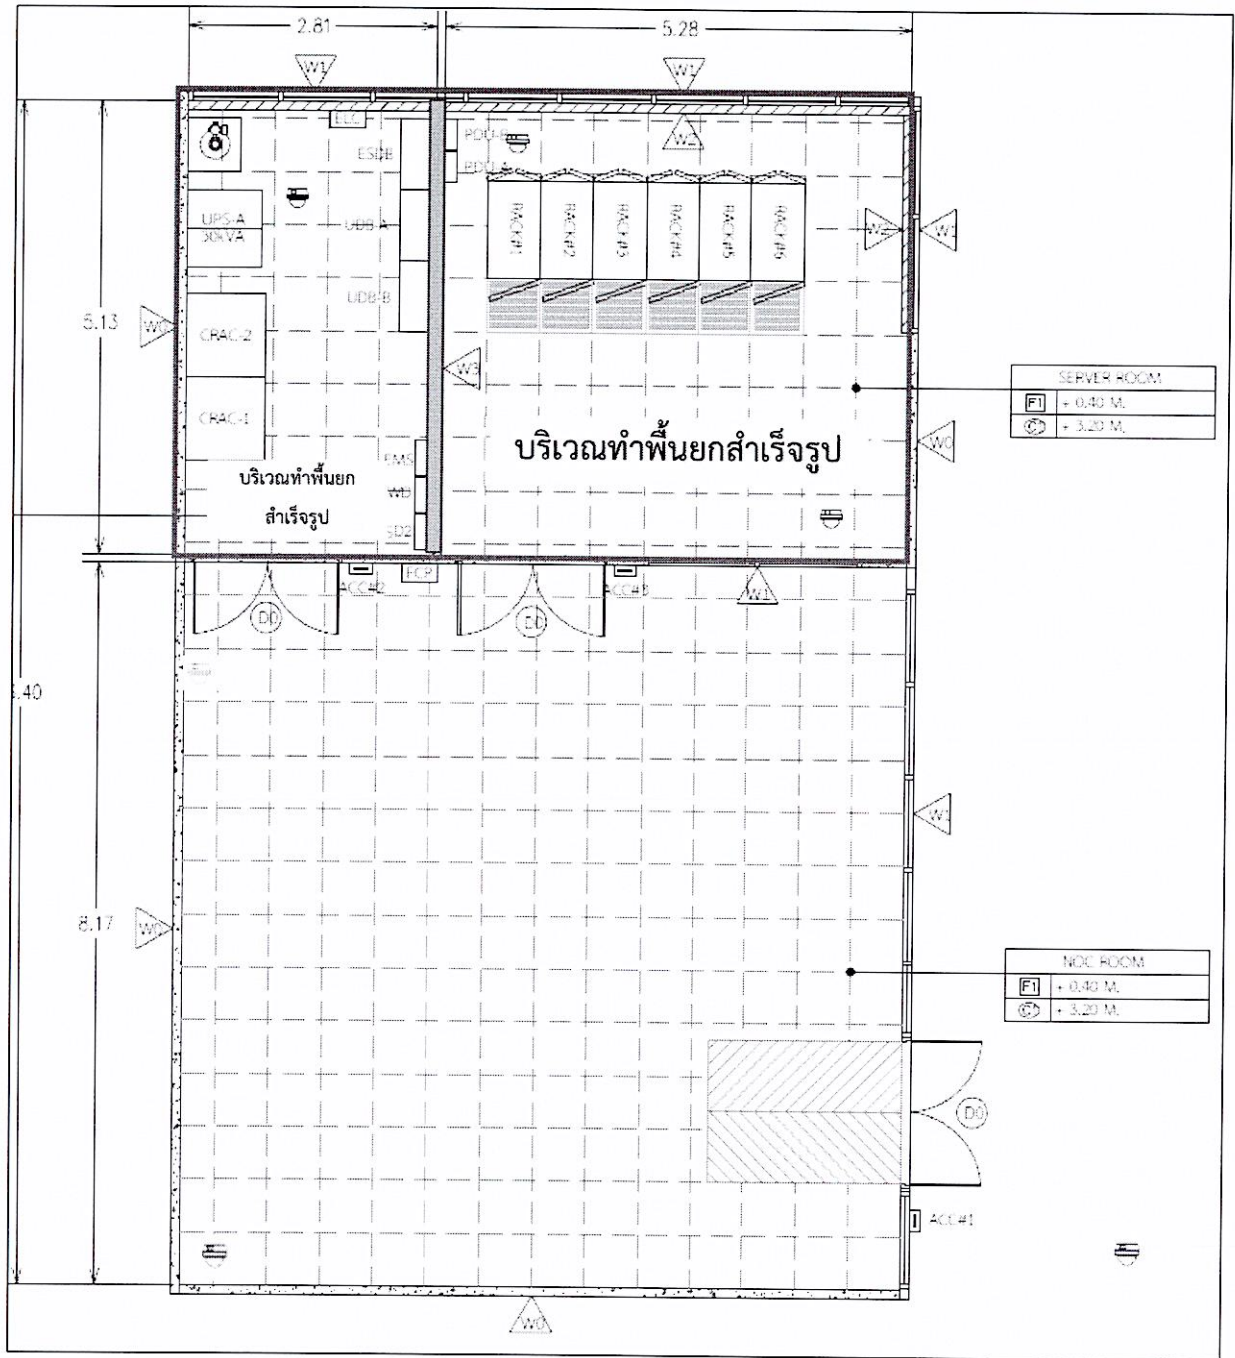 2.81
5.28
W1
W1
ELC
ESDB
PDU-B
PDU-A
W2
UPS-A
30kVA
UDB-A
RACK#1
RACK#2
RACK#3
RACK#4
RACK#5
RACK#6
W2
W1
UDB-B
5.13
W0
CRAC-2
W3
SERVER ROOM
F1
+ 0.40 M.
C1
+ 3.20 M.
CRAC-1
W0
บริเวณทำพื้นยกสำเร็จรูป
EMS
บริเวณทำพื้นยก
สำเร็จรูป
WD
SD2
ACC#2
FCP
ACC#3
W1
D0
D0
.40
W1
8.17
W0
NOC ROOM
F1
+ 0.40 M.
+ 3.20 M.
D0
ACC#1
W0